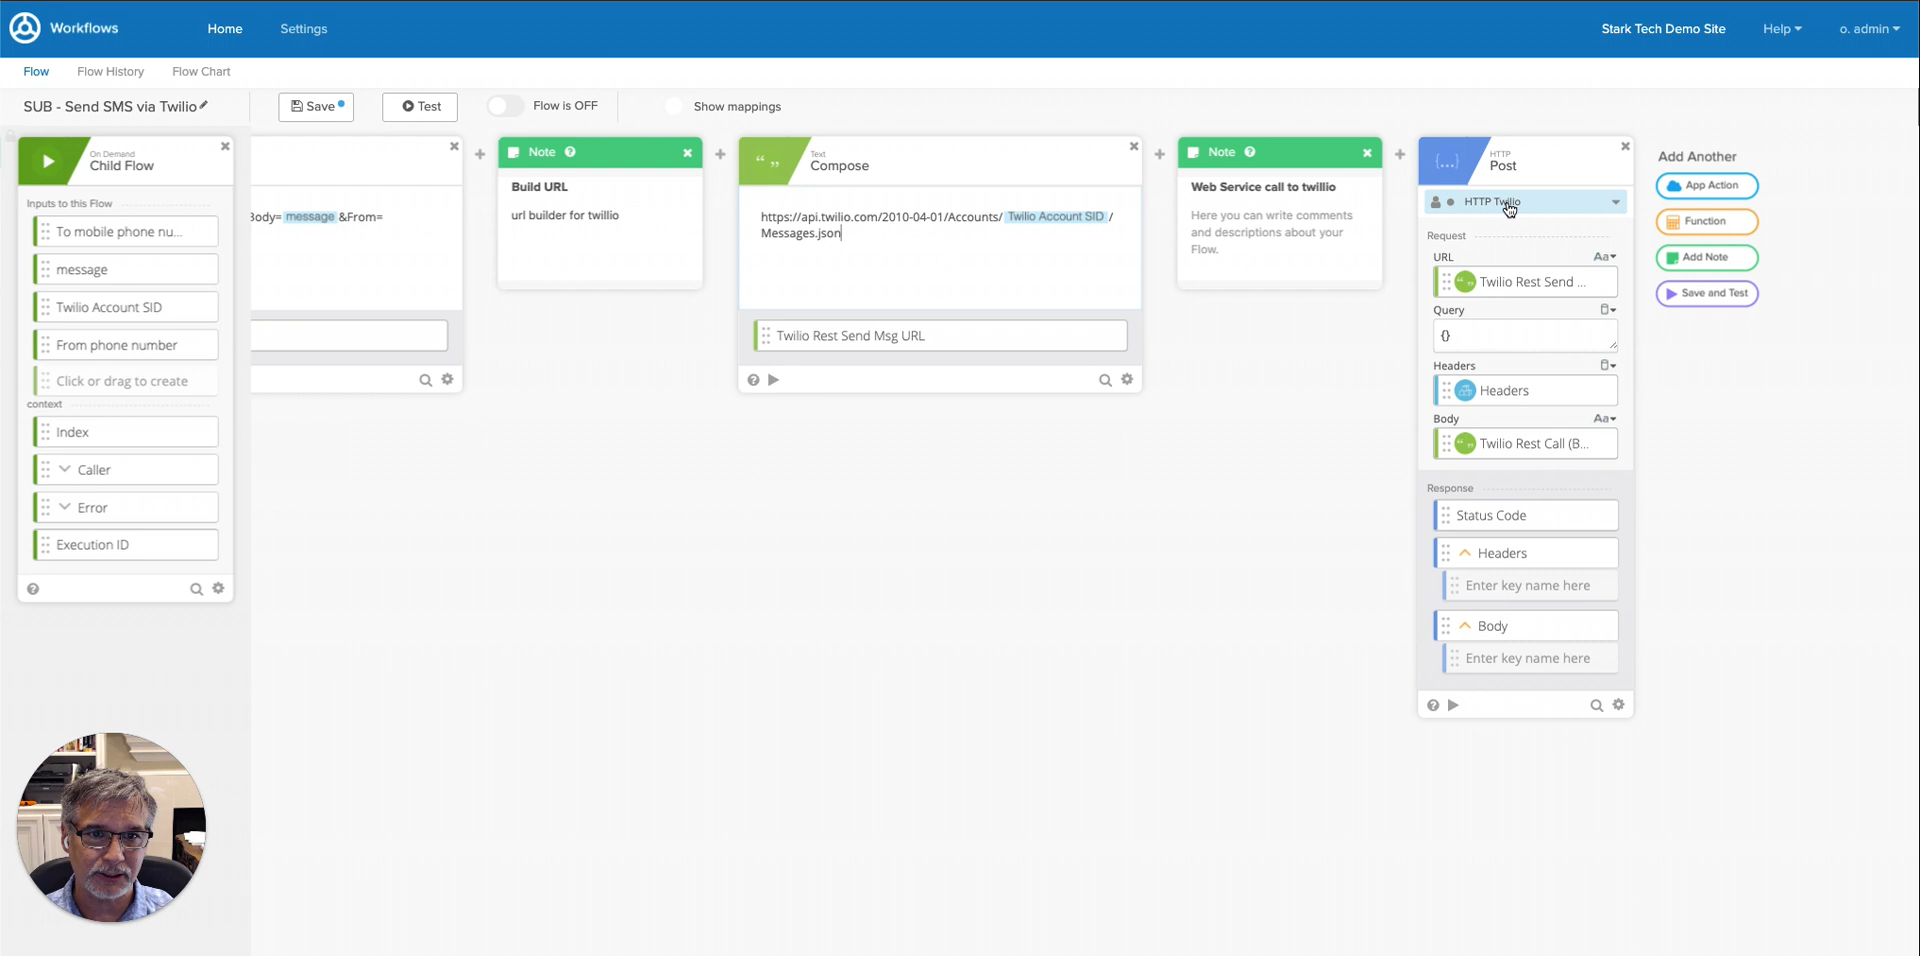 Workflows
Home
Settings
Stark Tech Demo Site
Help
o. admin
Flow
Flow History
Flow Chart
SUB - Send SMS via Twilio
Save
Test
Flow is OFF
Show mappings
On Demand
Child Flow
Inputs to this Flow
To mobile phone nu...
message
Twilio Account SID
From phone number
Click or drag to create
context
Index
Caller
Error
Execution ID
Body= message &From=
Note
Build URL
url builder for twillio
Text
Compose
https://api.twilio.com/2010-04-01/Accounts/ Twilio Account SID /
Messages.json
Twilio Rest Send Msg URL
Note
Web Service call to twillio
Here you can write comments
and descriptions about your
Flow.
HTTP
Post
HTTP Twilio
Request
URL
Aa
Twilio Rest Send ...
Query
{}
Headers
Headers
Body
Aa
Twilio Rest Call (B...
Response
Status Code
Headers
Enter key name here
Body
Enter key name here
Add Another
App Action
Function
Add Note
Save and Test